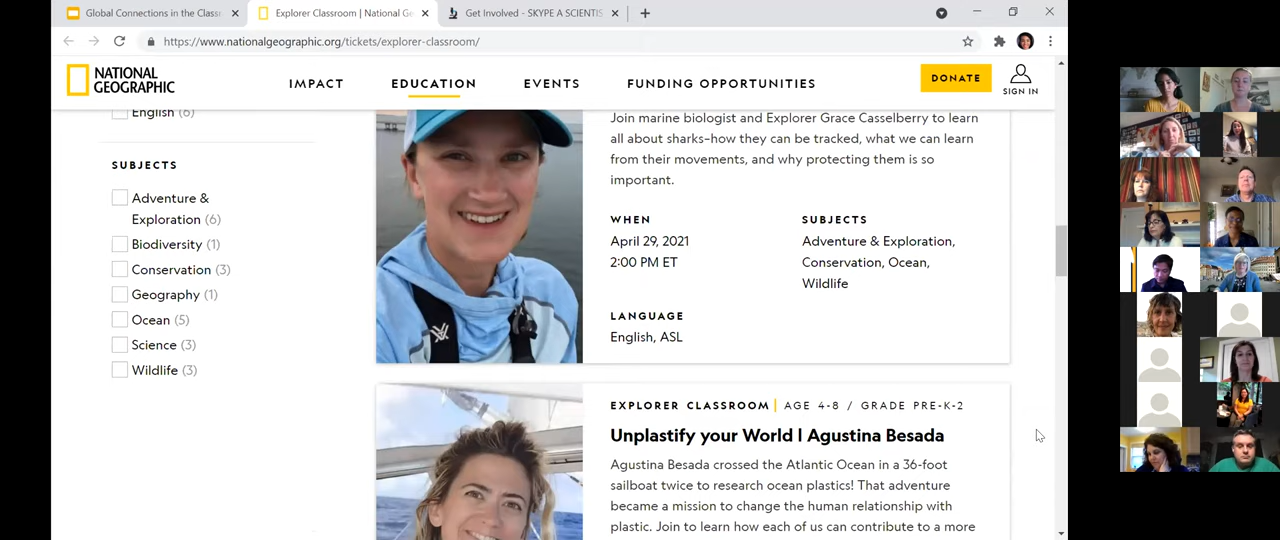 Global Connections in the Classr
Explorer Classroom | National Ge
Get Involved - SKYPE A SCIENTIS
https://www.nationalgeographic.org/tickets/explorer-classroom/
NATIONAL
GEOGRAPHIC
IMPACT
EDUCATION
EVENTS
FUNDING OPPORTUNITIES
DONATE
SIGN IN
English (6)
SUBJECTS
Adventure &
Exploration (6)
Biodiversity (1)
Conservation (3)
Geography (1)
Ocean (5)
Science (3)
Wildlife (3)
Join marine biologist and Explorer Grace Casselberry to learn
all about sharks–how they can be tracked, what we can learn
from their movements, and why protecting them is so
important.
WHEN
April 29, 2021
2:00 PM ET
SUBJECTS
Adventure & Exploration,
Conservation, Ocean,
Wildlife
LANGUAGE
English, ASL
EXPLORER CLASSROOM | AGE 4-8 / GRADE PRE-K-2
Unplastify your World | Agustina Besada
Agustina Besada crossed the Atlantic Ocean in a 36-foot
sailboat twice to research ocean plastics! That adventure
became a mission to change the human relationship with
plastic. Join to learn how each of us can contribute to a more